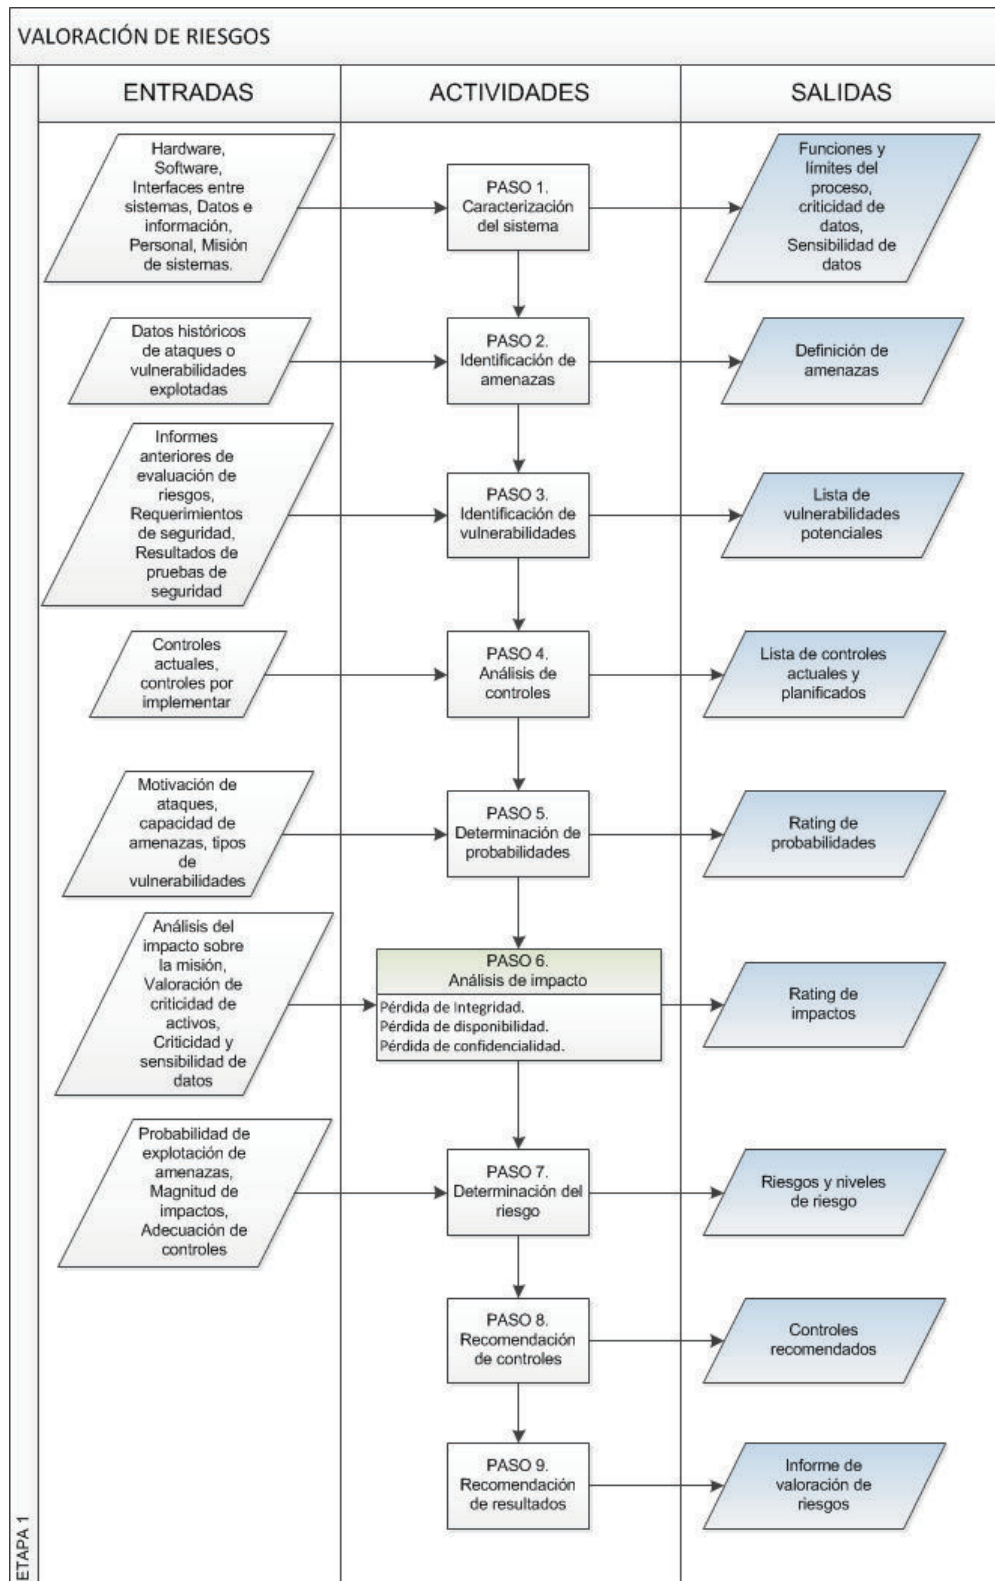 VALORACIÓN DE RIESGOS
ENTRADAS
ACTIVIDADES
SALIDAS
Hardware,
Software,
Interfaces entre
sistemas, Datos e
información,
Personal, Misión
de sistemas.
PASO 1.
Caracterización
del sistema
Funciones y
límites del
proceso,
criticidad de
datos,
Sensibilidad de
datos
Datos históricos
de ataques o
vulnerabilidades
explotadas
PASO 2.
Identificación de
amenazas
Definición de
amenazas
Informes
anteriores de
evaluación de
riesgos,
Requerimientos
de seguridad,
Resultados de
pruebas de
seguridad
PASO 3.
Identificación de
vulnerabilidades
Lista de
vulnerabilidades
potenciales
Controles
actuales,
controles por
implementar
PASO 4.
Análisis de
controles
Lista de controles
actuales y
planificados
Motivación de
ataques,
capacidad de
amenazas, tipos
de
vulnerabilidades
PASO 5.
Determinación de
probabilidades
Rating de
probabilidades
Análisis del
impacto sobre
la misión,
Valoración de
criticidad de
activos,
Criticidad y
sensibilidad de
datos
PASO 6.
Análisis de impacto
Pérdida de Integridad.
Pérdida de disponibilidad.
Pérdida de confidencialidad.
Rating de
impactos
Probabilidad de
explotación de
amenazas,
Magnitud de
impactos,
Adecuación de
controles
PASO 7.
Determinación del
riesgo
Riesgos y niveles
de riesgo
PASO 8.
Recomendación
de controles
Controles
recomendados
PASO 9.
Recomendación
de resultados
Informe de
valoración de
riesgos
ETAPA 1